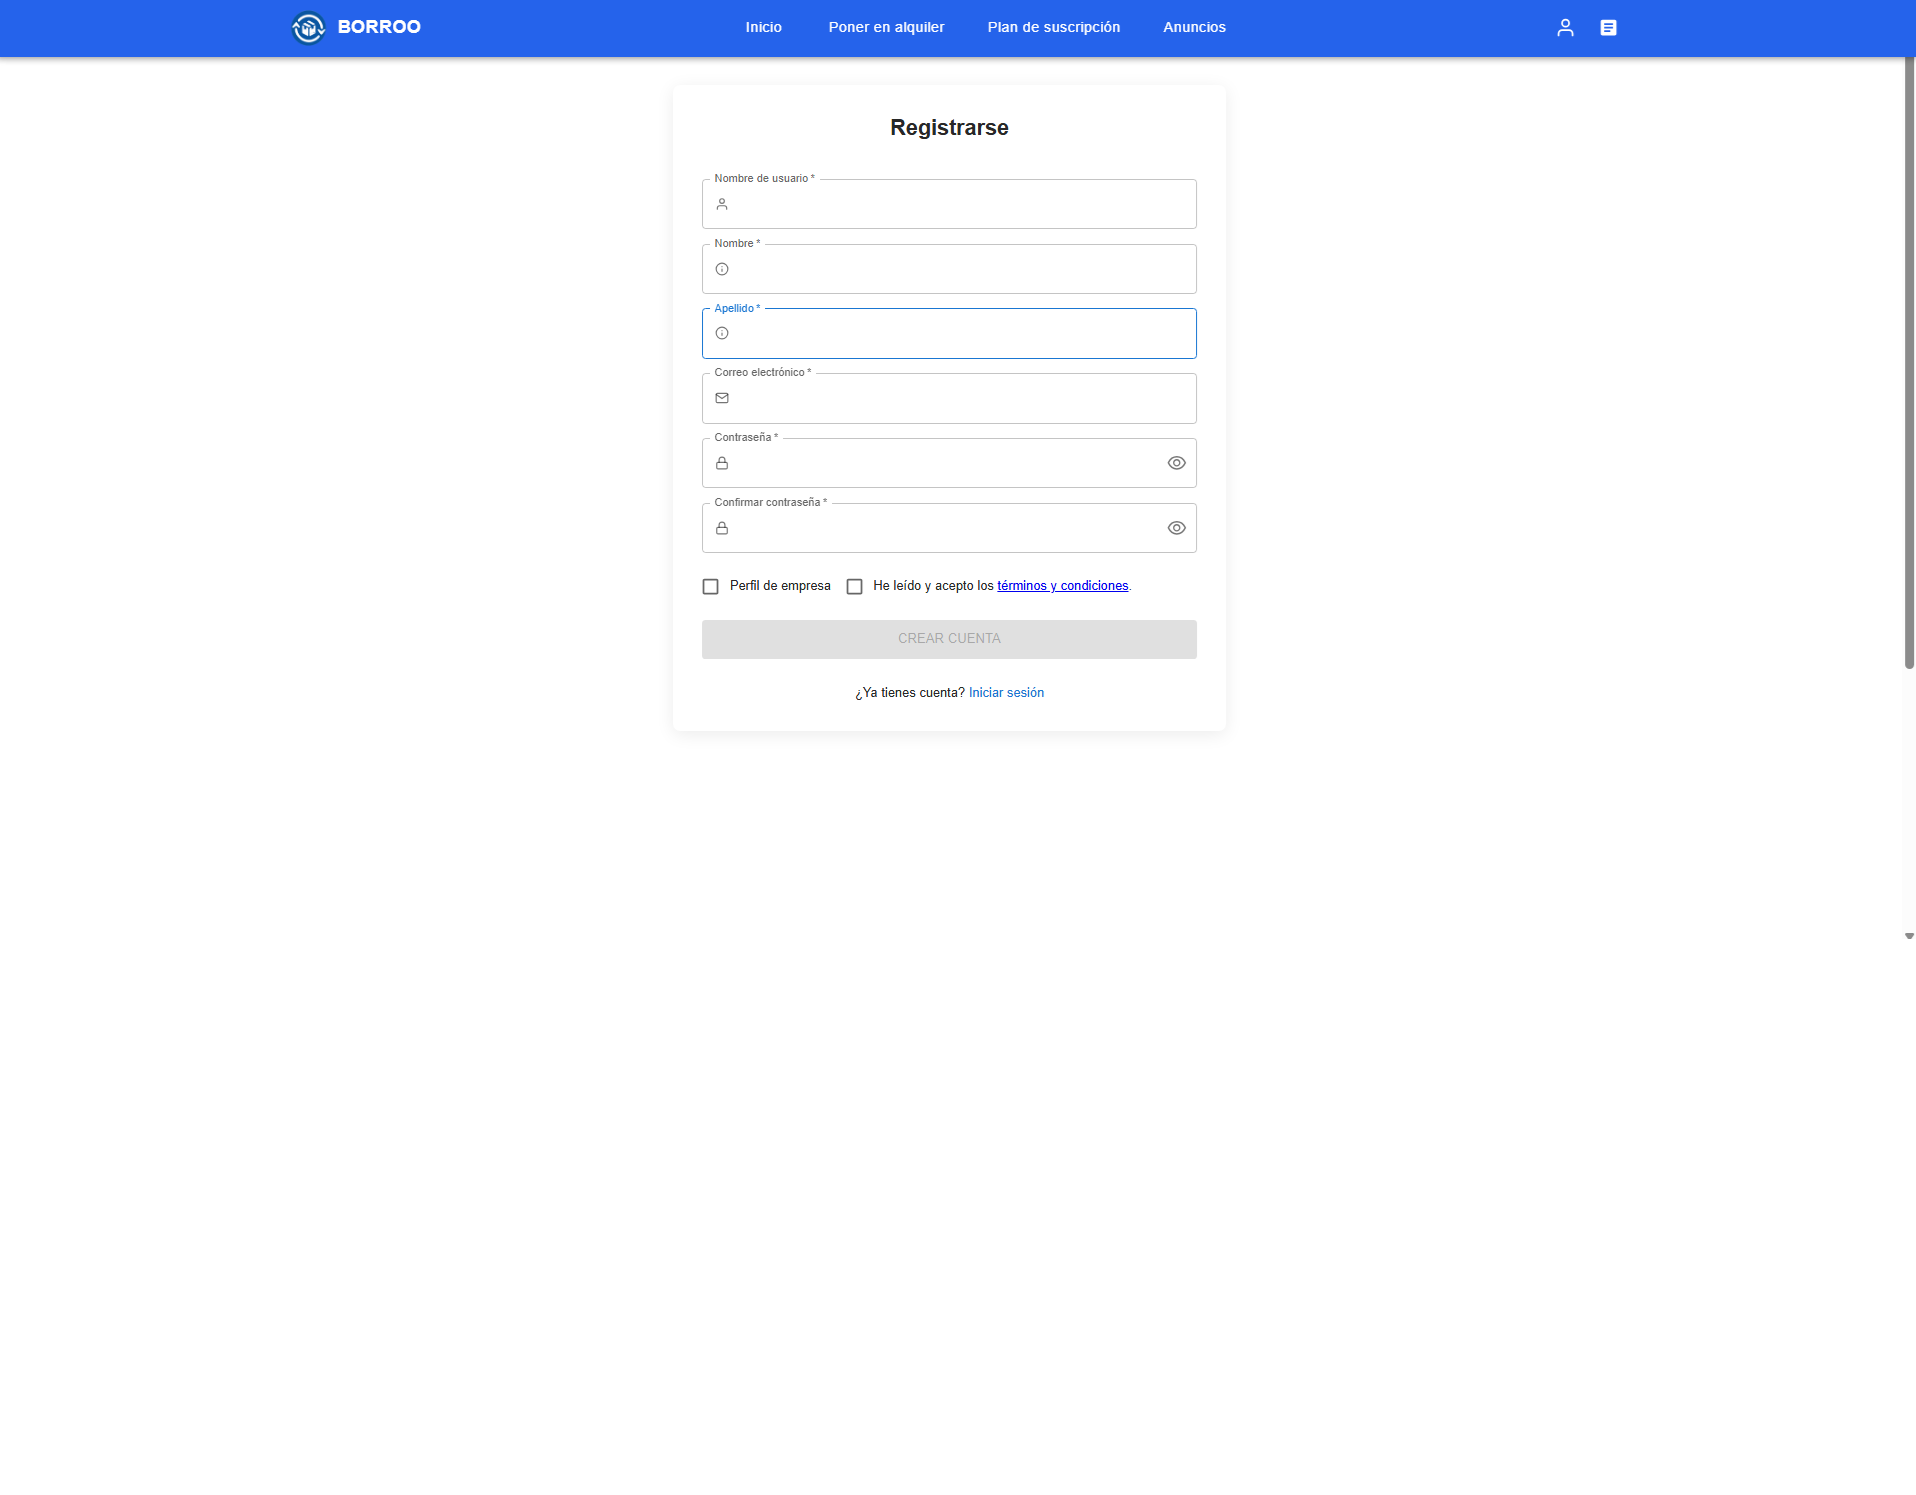 BORROO
Inicio
Poner en alquiler
Plan de suscripción
Anuncios
Registrarse
Nombre de usuario *
Nombre *
Apellido *
Correo electrónico *
Contraseña *
Confirmar contraseña *
Perfil de empresa
He leído y acepto los términos y condiciones.
CREAR CUENTA
¿Ya tienes cuenta? Iniciar sesión